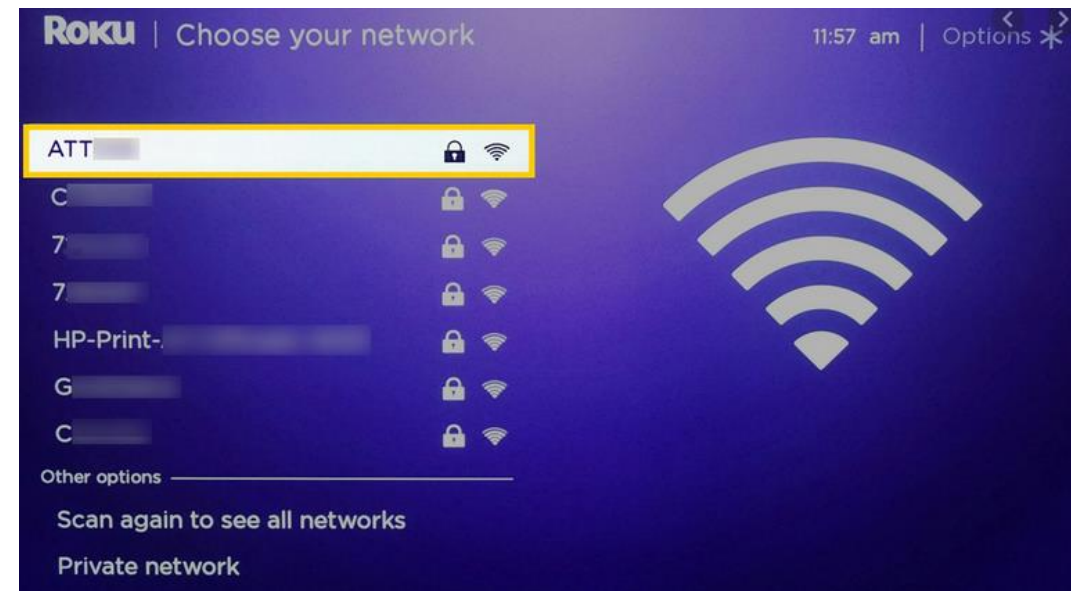 ROKU | Choose your network
11:57 am | Options
ATT
C
7
7
HP-Print-
G
C
Other options
Scan again to see all networks
Private network